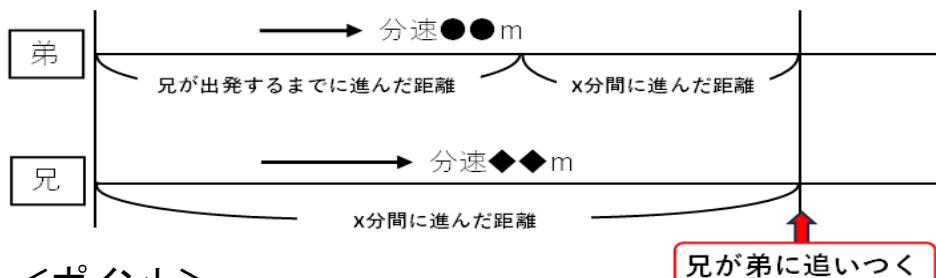 分速●●m
弟
兄が出発するまでに進んだ距離
x分間に進んだ距離
分速◆◆m
兄
x分間に進んだ距離
兄が弟に追いつく
＜ポイント＞